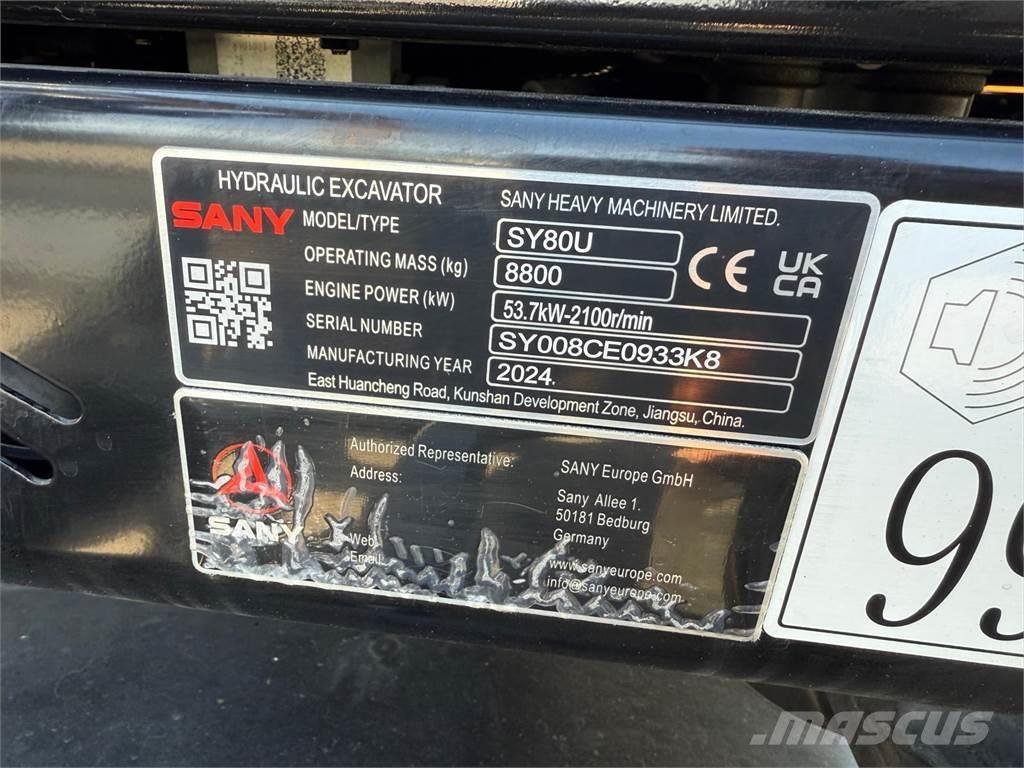 HYDRAULIC EXCAVATOR
SANY HEAVY MACHINERY LIMITED.
SANY
MODEL/TYPE SY80U
OPERATING MASS (kg) 8800
ENGINE POWER (kW) 53.7kW-2100r/min
SERIAL NUMBER SY008CE0933K8
MANUFACTURING YEAR 2024.
East Huancheng Road, Kunshan Development Zone, Jiangsu, China.
CE
UK
CA
SANY
Authorized Representative: SANY Europe GmbH
Address: Sany Allee 1.
50181 Bedburg
Germany
Web: www.sanyeurope.com
Email: info@sanyeurope.com
99
MASCUS